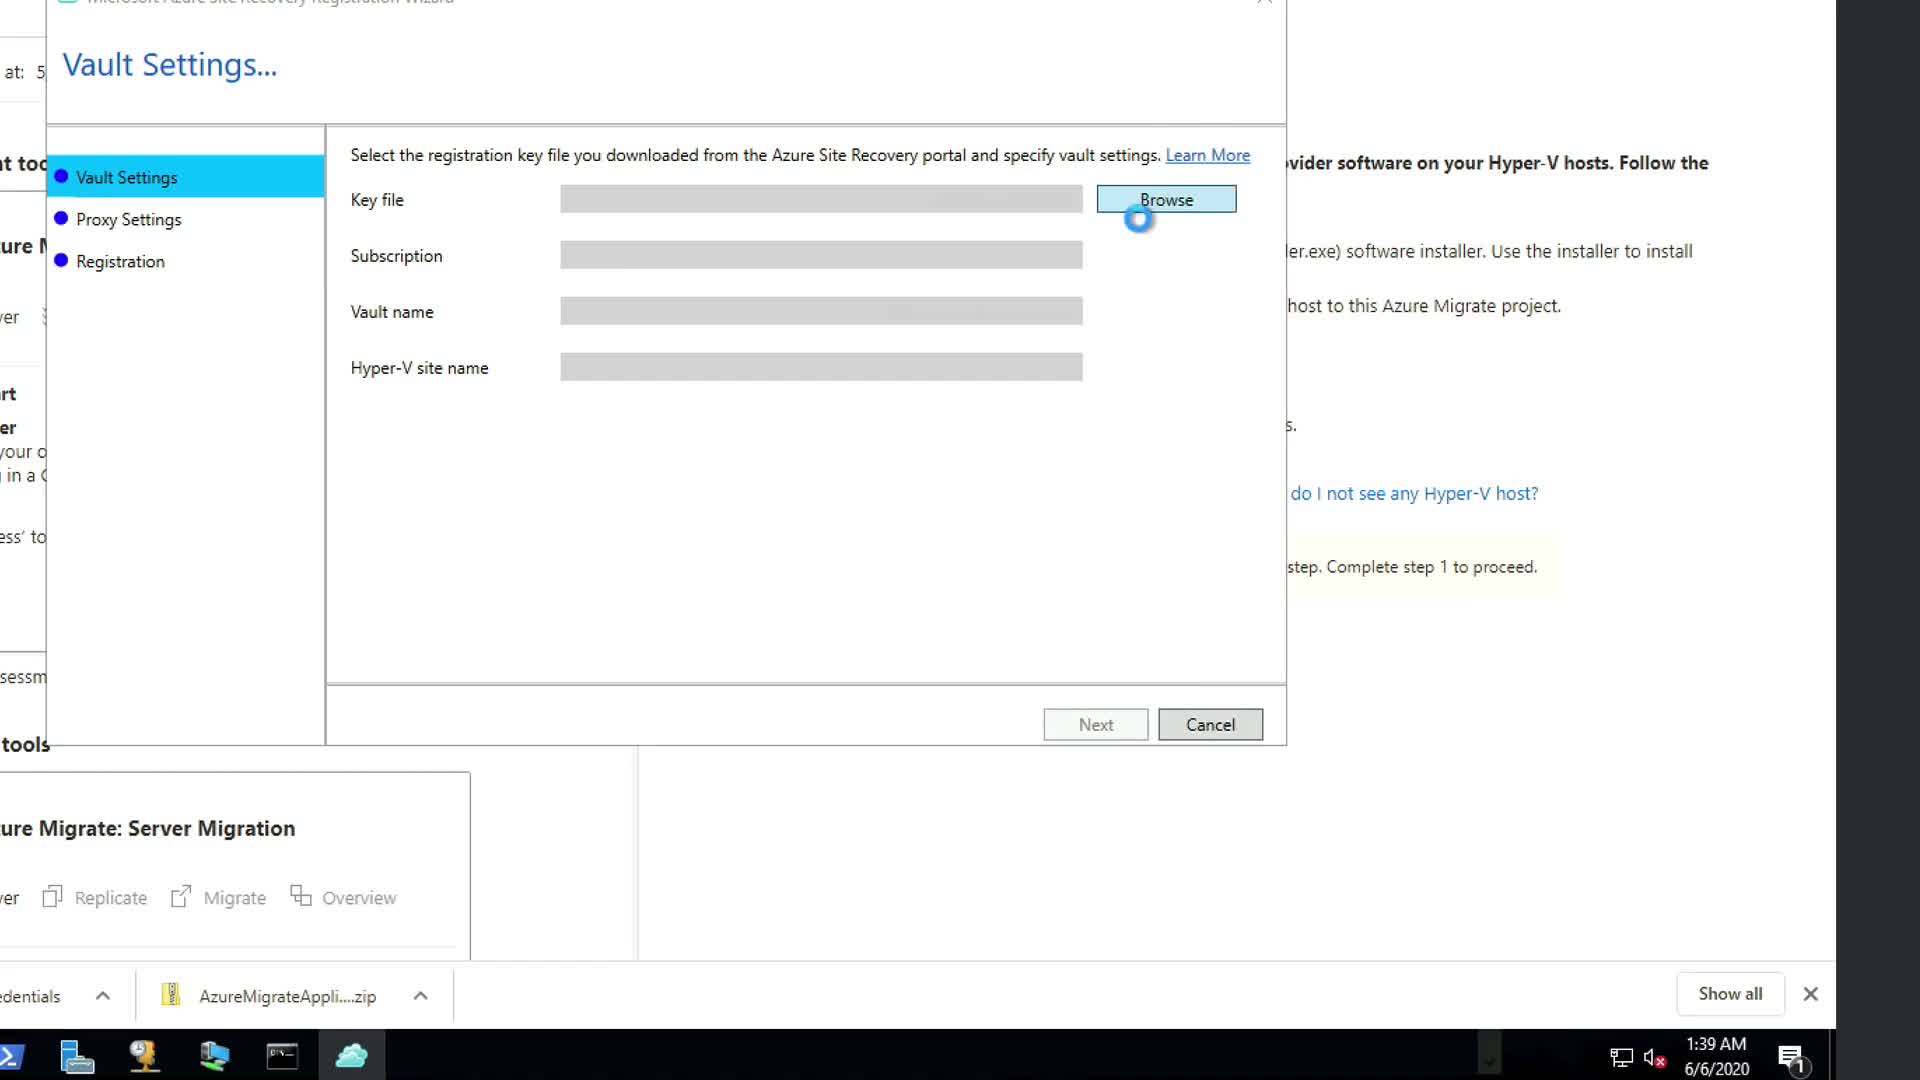 Microsoft Azure Site Recovery Registration Wizard
Vault Settings...
at: 5
Vault Settings
Proxy Settings
Registration
Select the registration key file you downloaded from the Azure Site Recovery portal and specify vault settings. Learn More
Key file
Browse
Subscription
Vault name
Hyper-V site name
Next
Cancel
nt too
ure M
ver
rt
er
your o
g in a C
ess' to
sessm
tools
vider software on your Hyper-V hosts. Follow the
ler.exe) software installer. Use the installer to install
host to this Azure Migrate project.
s.
do I not see any Hyper-V host?
step. Complete step 1 to proceed.
ure Migrate: Server Migration
ver
Replicate
Migrate
Overview
edentials
AzureMigrateAppli....zip
Show all
1:39 AM
6/6/2020
1